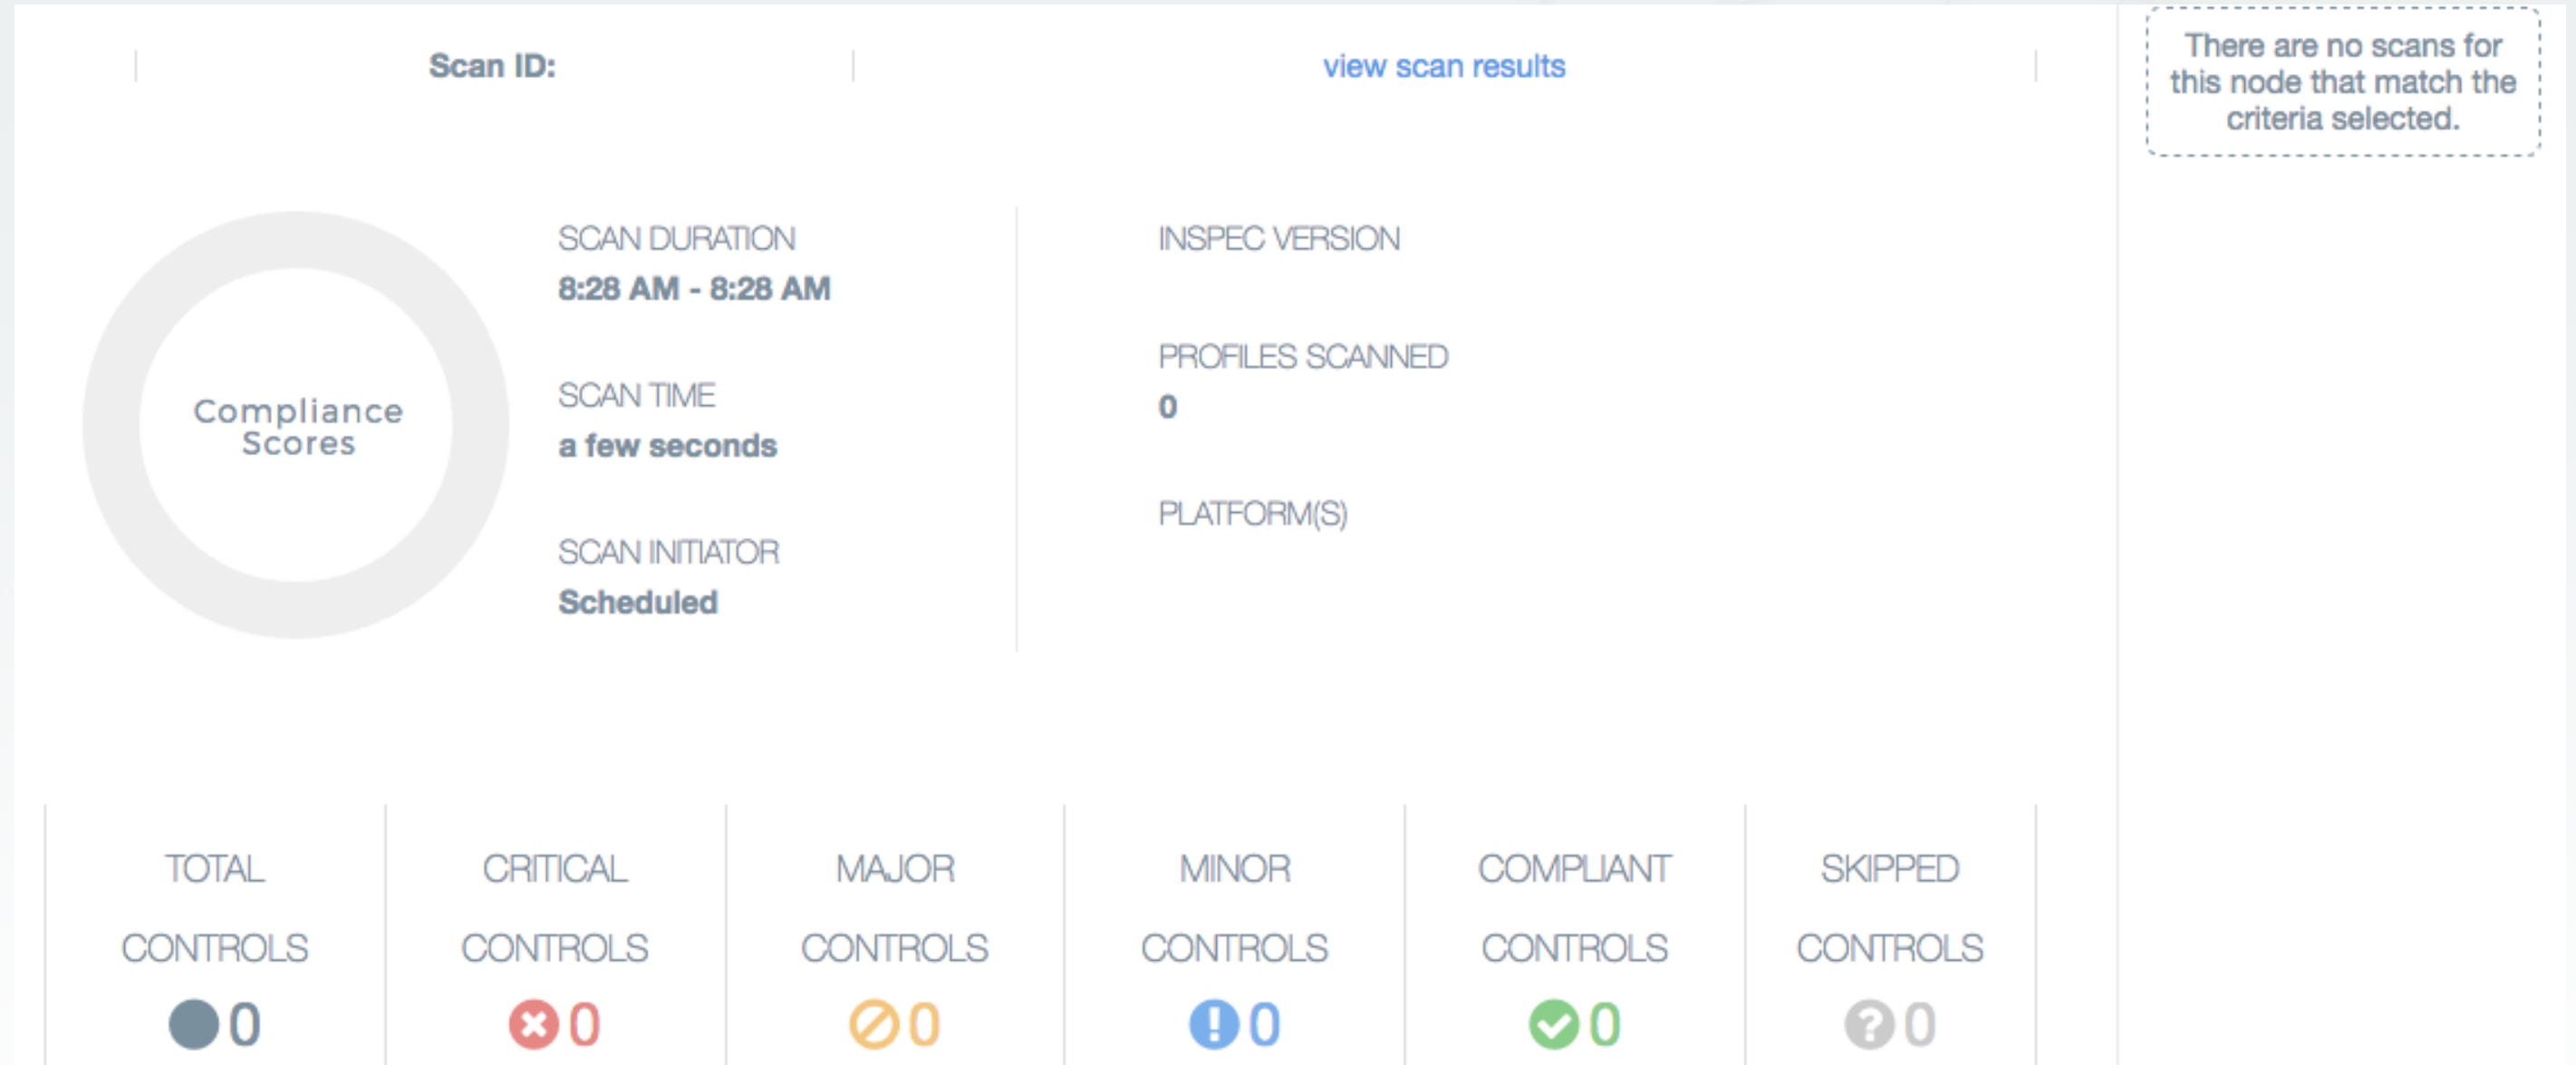 Scan ID:
view scan results
There are no scans for
this node that match the
criteria selected.
Compliance
Scores
SCAN DURATION
8:28 AM - 8:28 AM
SCAN TIME
a few seconds
SCAN INITIATOR
Scheduled
INSPEC VERSION
PROFILES SCANNED
0
PLATFORM(S)
TOTAL
CONTROLS
0
CRITICAL
CONTROLS
0
MAJOR
CONTROLS
0
MINOR
CONTROLS
0
COMPLIANT
CONTROLS
0
SKIPPED
CONTROLS
0